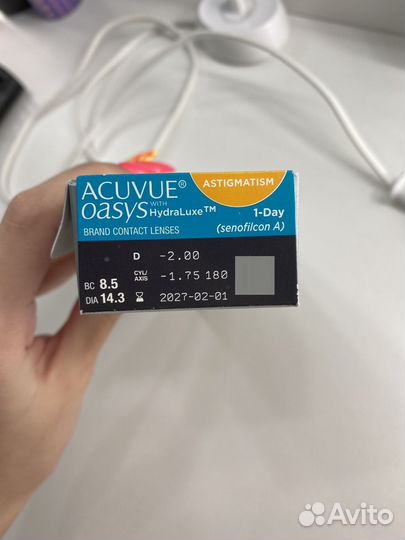 ACUVUE® ASTIGMATISM
oasys WITH HydraLuxe™ 1-Day
BRAND CONTACT LENSES (senofilcon A)
D -2.00
BC 8.5 CYL/AXIS -1.75 180
DIA 14.3 2027-02-01
Avito